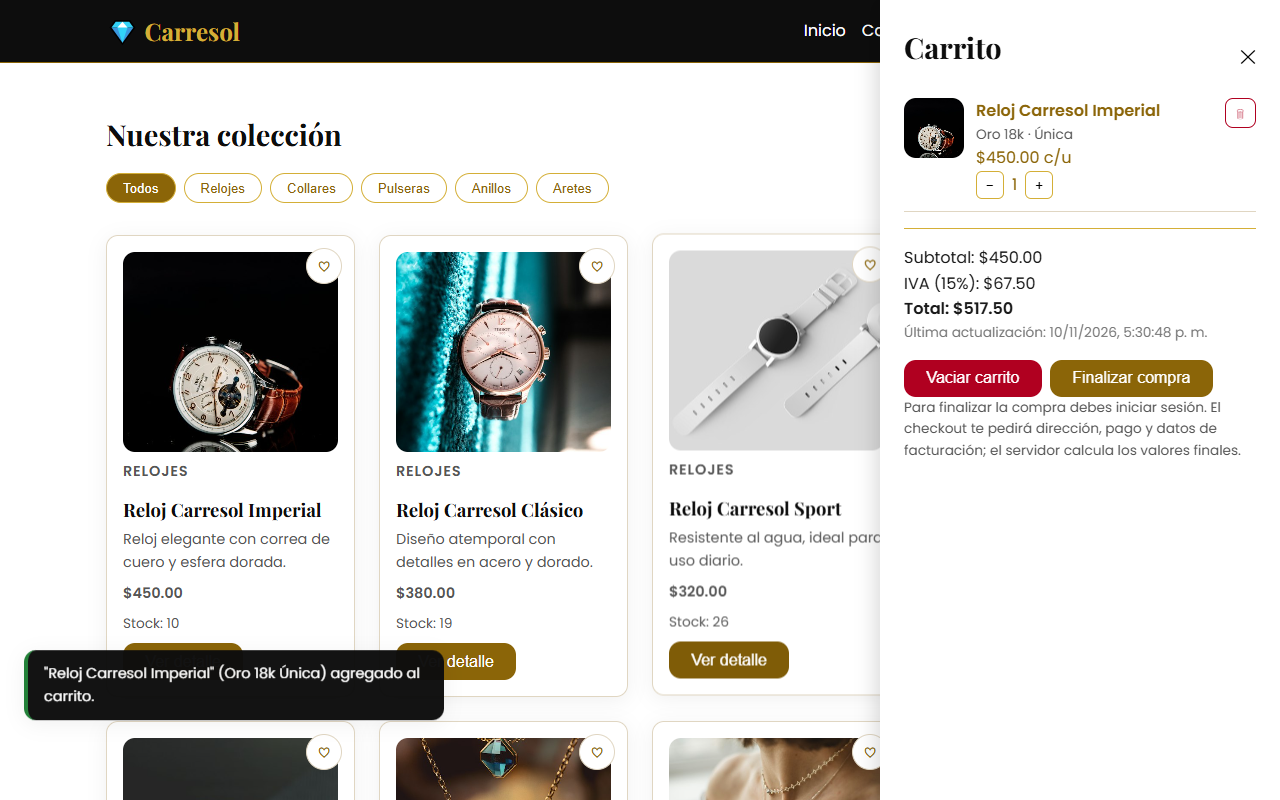 Carresol
Inicio
Nuestra colección
Todos
Relojes
Collares
Pulseras
Anillos
Aretes
RELOJES
Reloj Carresol Imperial
Reloj elegante con correa de
cuero y esfera dorada.
$450.00
Stock: 10
TISSOT
RELOJES
Reloj Carresol Clásico
Diseño atemporal con
detalles en acero y dorado.
$380.00
Stock: 19
detalle
RELOJES
Reloj Carresol Sport
Resistente al agua, ideal para
uso diario.
$320.00
Stock: 26
Ver detalle
"Reloj Carresol Imperial" (Oro 18k Única) agregado al
carrito.
Carrito
Reloj Carresol Imperial
Oro 18k · Única
$450.00 c/u
− 1 +
Subtotal: $450.00
IVA (15%): $67.50
Total: $517.50
Última actualización: 10/11/2026, 5:30:48 p. m.
Vaciar carrito
Finalizar compra
Para finalizar la compra debes iniciar sesión. El
checkout te pedirá dirección, pago y datos de
facturación; el servidor calcula los valores finales.